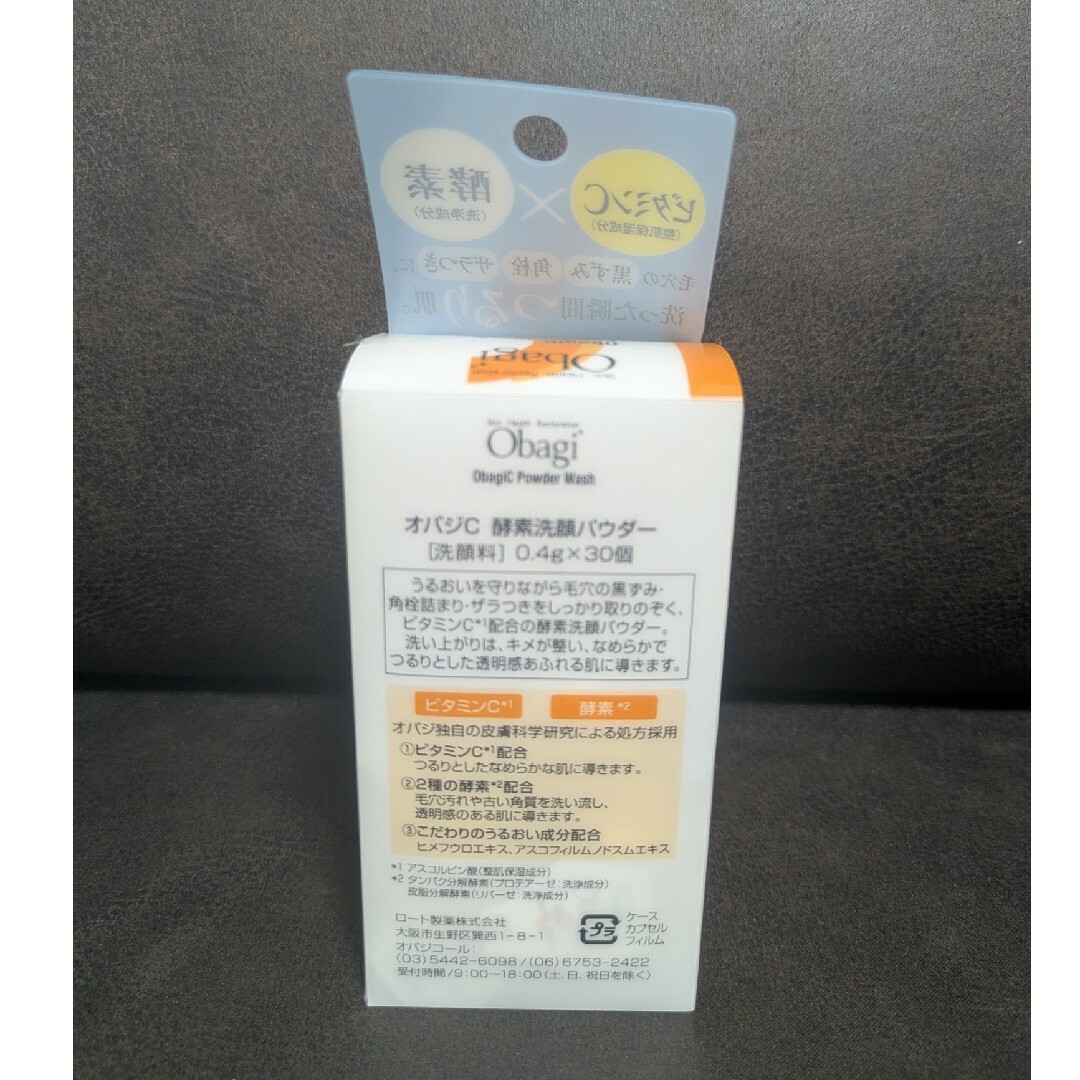 ビタミンC
(整肌保湿成分)
×
酵素
(洗浄成分)
毛穴の 黒ずみ 角栓 ザラつき に。
洗った瞬間つるり肌。
Obagi
Skin Health Restoration
Obagi
ObagiC Powder Wash
オバジC 酵素洗顔パウダー
[洗顔料] 0.4g×30個
うるおいを守りながら毛穴の黒ずみ・
角栓詰まり・ザラつきをしっかり取りのぞく、
ビタミンC*1配合の酵素洗顔パウダー。
洗い上がりは、キメが整い、なめらかで
つるりとした透明感あふれる肌に導きます。
ビタミンC*1 酵素*2
オバジ独自の皮膚科学研究による処方採用
①ビタミンC*1配合
つるりとしたなめらかな肌に導きます。
②2種の酵素*2配合
毛穴汚れや古い角質を洗い流し、
透明感のある肌に導きます。
③こだわりのうるおい成分配合
ヒメフウロエキス、アスコフィルムノドスムエキス
*1 アスコルビン酸(整肌保湿成分)
*2 タンパク分解酵素(プロテアーゼ:洗浄成分)
皮脂分解酵素(リパーゼ:洗浄成分)
ロート製薬株式会社
大阪市生野区巽西1-8-1
オバジコール:
(03)5442-6098/(06)6753-2422
受付時間/9:00〜18:00(土、日、祝日を除く)
プラ
ケース
カプセル
フィルム